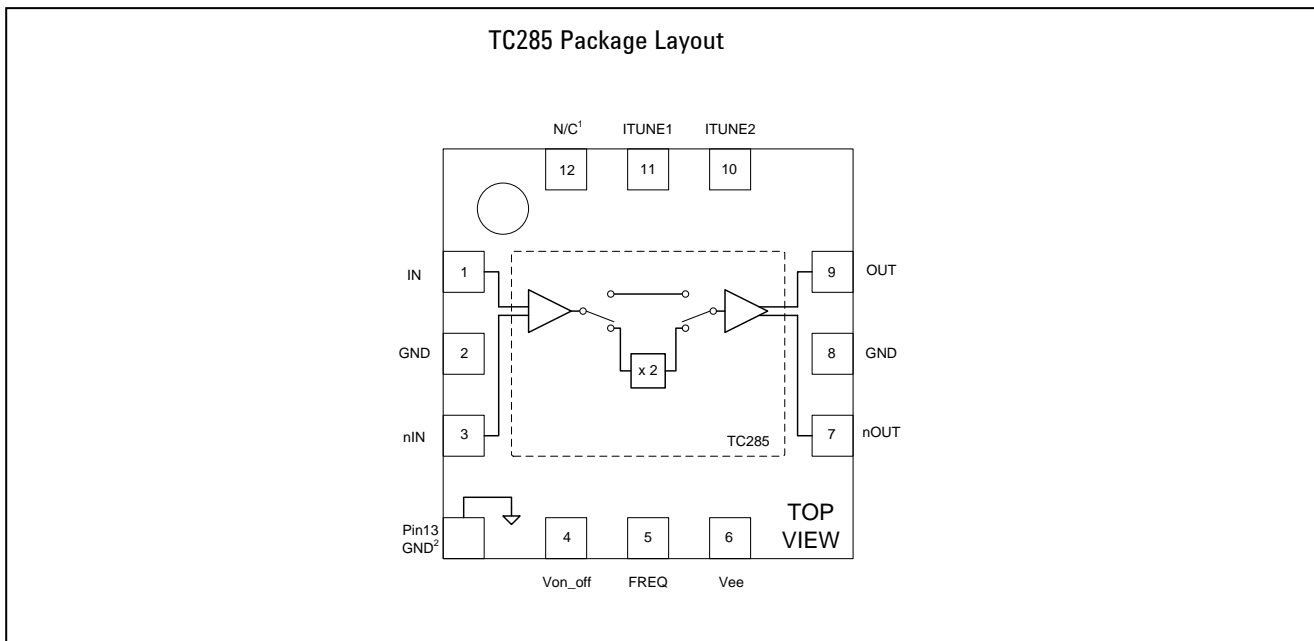 TC285 Package Layout
N/C¹ ITUNE1 ITUNE2
12 11 10
IN 1 9 OUT
GND 2 8 GND
x 2
nIN 3 7 nOUT
TC285
Pin13
GND²
TOP
VIEW
4 5 6
Von_off FREQ Vee